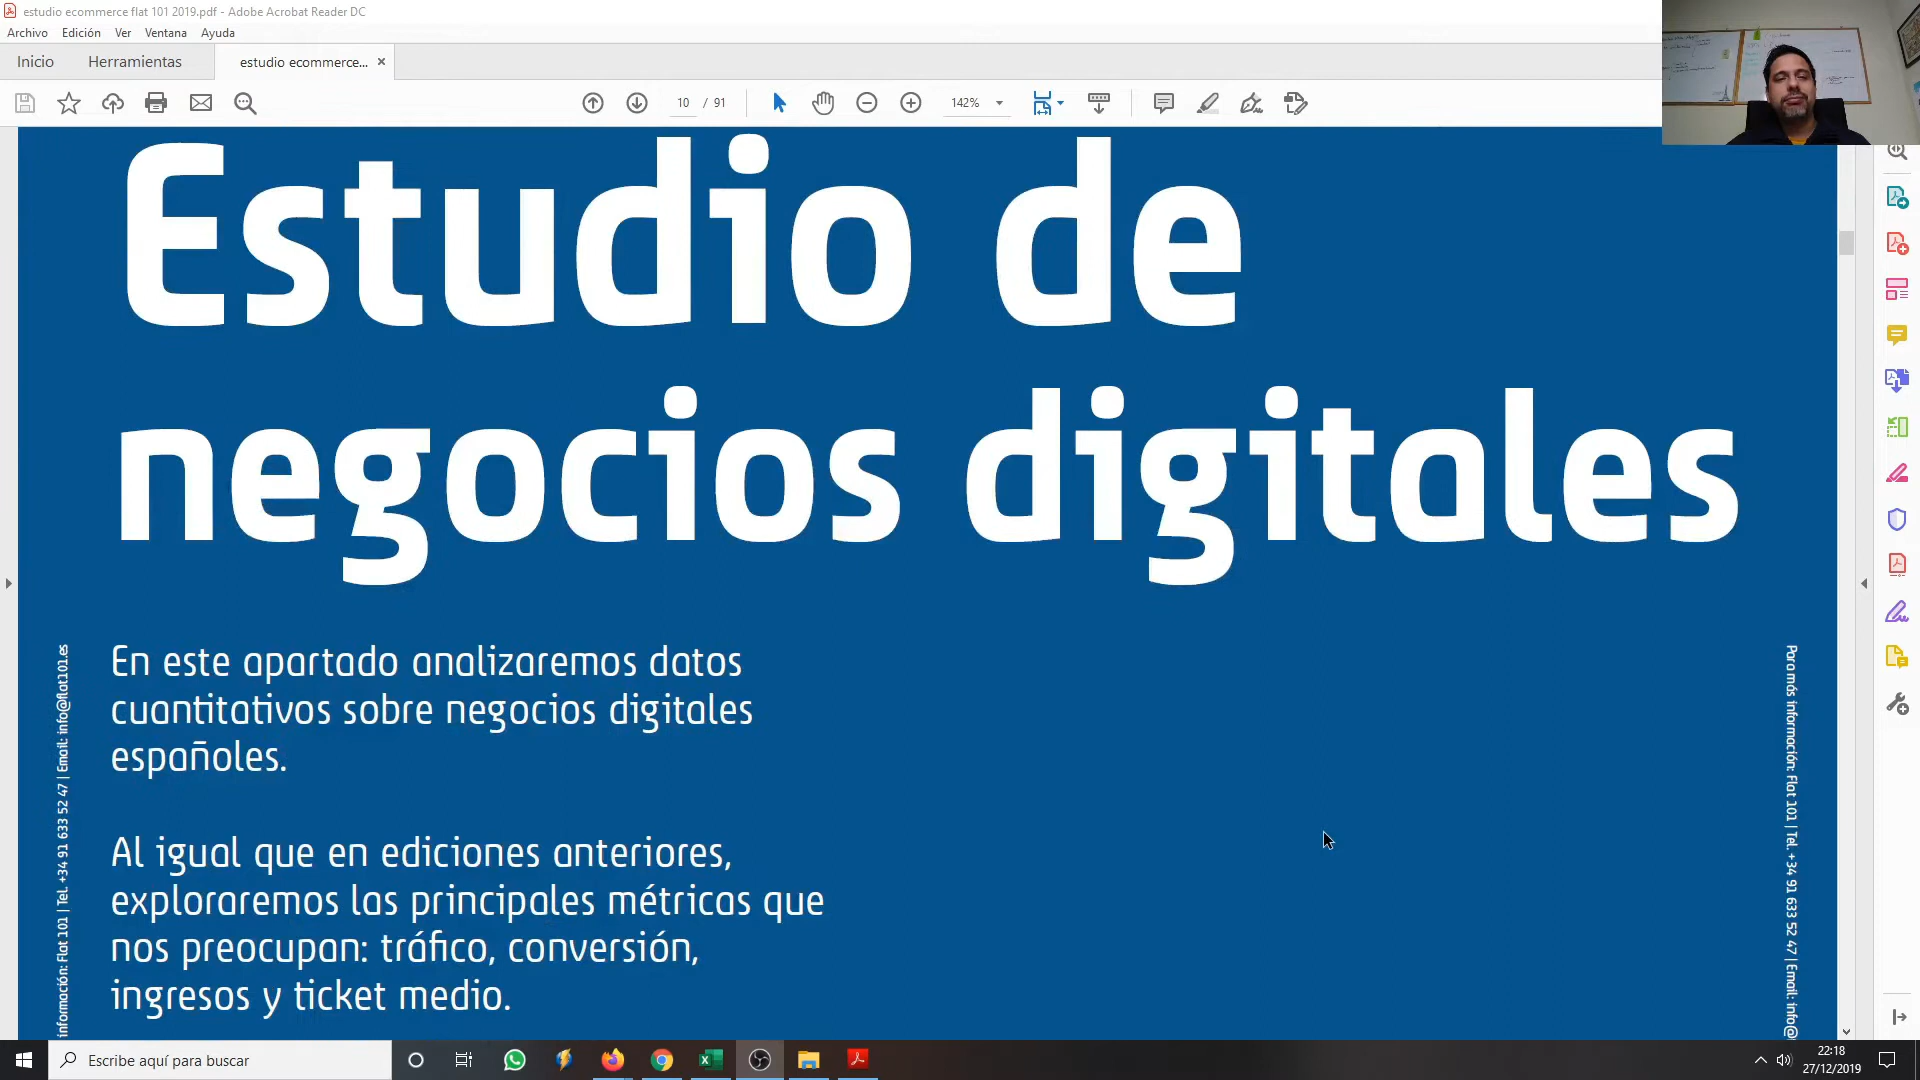 estudio ecommerce flat 101 2019.pdf - Adobe Acrobat Reader DC
Archivo Edición Ver Ventana Ayuda
Inicio Herramientas estudio ecommerce... ×
10 / 91 142%
Estudio de
negocios digitales
En este apartado analizaremos datos
cuantitativos sobre negocios digitales
españoles.
Al igual que en ediciones anteriores,
exploraremos las principales métricas que
nos preocupan: tráfico, conversión,
ingresos y ticket medio.
información: Flat 101 | Tel. +34 91 633 52 47 | Email: info@flat101.es
Para más información: Flat 101 | Tel. +34 91 633 52 47 | Email: info@
Escribe aquí para buscar
22:18
27/12/2019